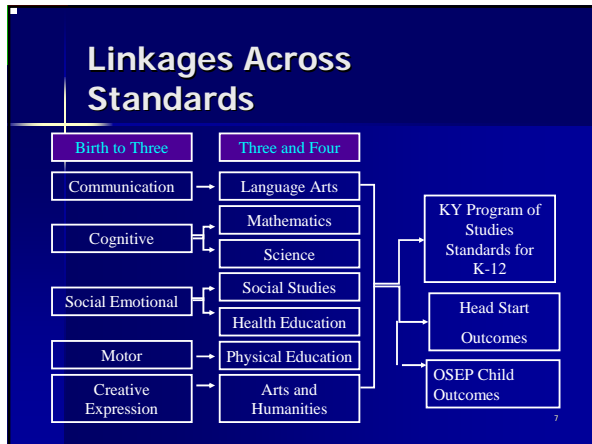 Linkages Across
Standards
Birth to Three
Three and Four
Communication
Language Arts
Cognitive
Mathematics
Science
Social Emotional
Social Studies
Health Education
Motor
Physical Education
Creative
Expression
Arts and
Humanities
KY Program of
Studies
Standards for
K-12
Head Start
Outcomes
OSEP Child
Outcomes
7